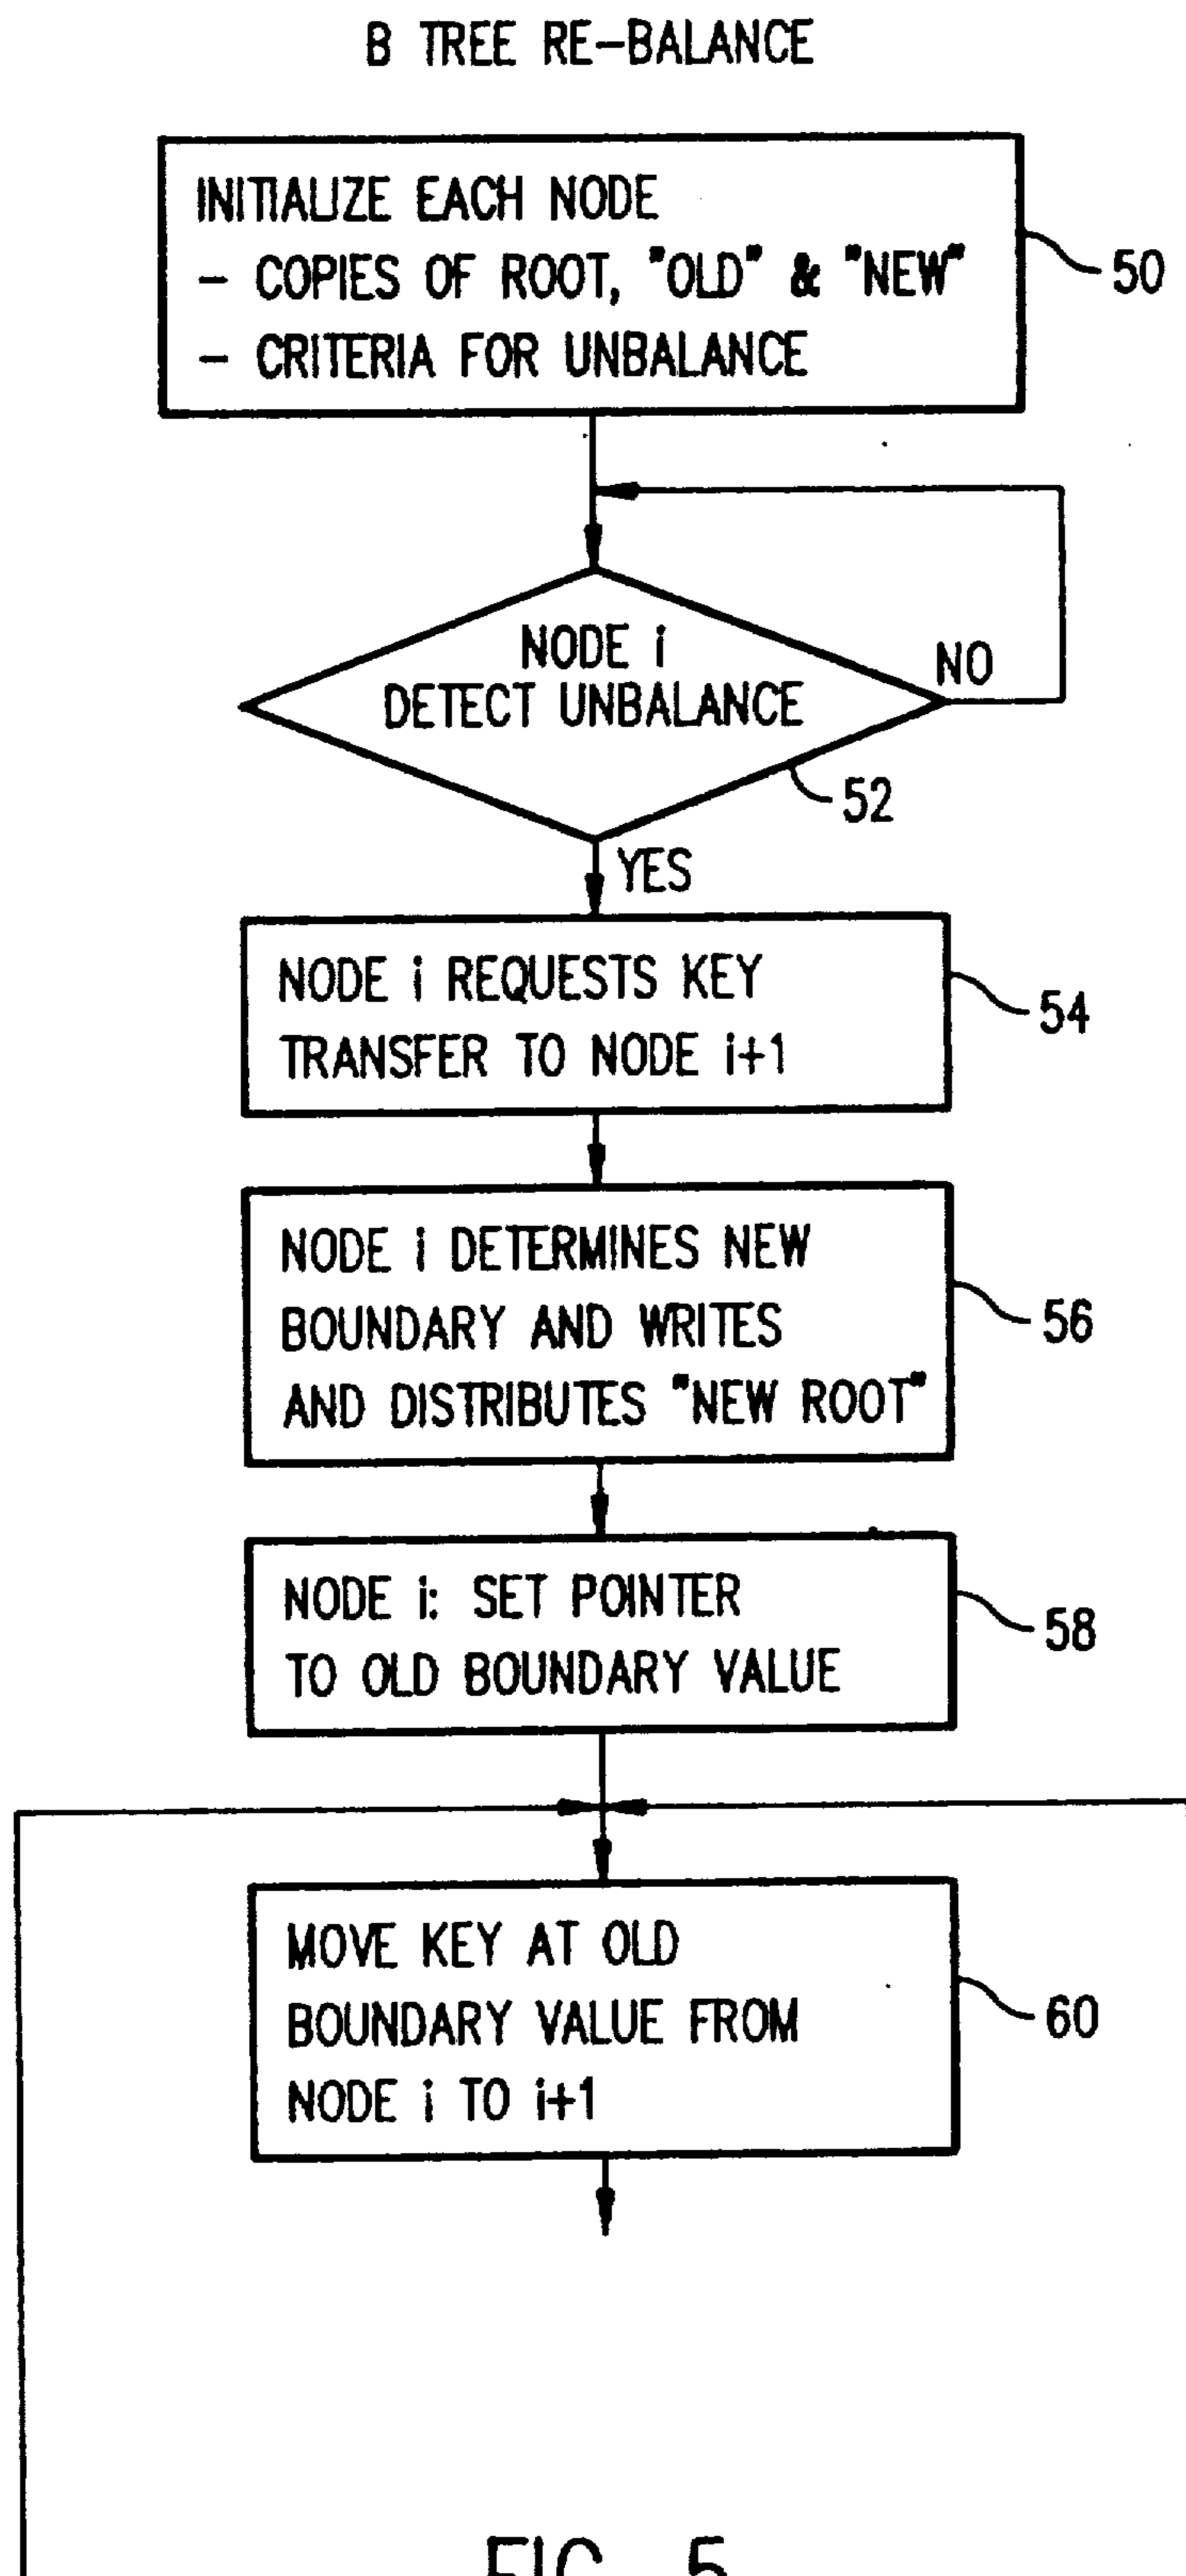 B TREE RE-BALANCE
INITIALIZE EACH NODE
- COPIES OF ROOT, "OLD" & "NEW"
- CRITERIA FOR UNBALANCE
50
NODE i
DETECT UNBALANCE
NO
52
YES
NODE i REQUESTS KEY
TRANSFER TO NODE i+1
54
NODE i DETERMINES NEW
BOUNDARY AND WRITES
AND DISTRIBUTES "NEW ROOT"
56
NODE i: SET POINTER
TO OLD BOUNDARY VALUE
58
MOVE KEY AT OLD
BOUNDARY VALUE FROM
NODE i TO i+1
60
FIG. 5